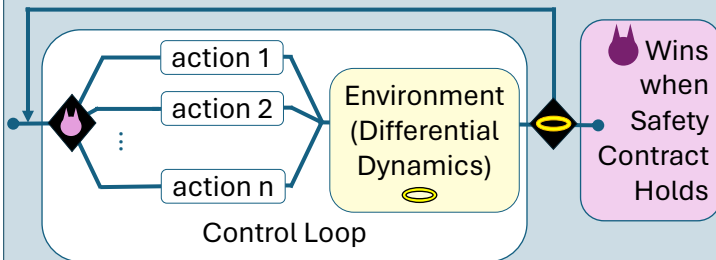 action 1
action 2
⋮
action n
Environment
(Differential
Dynamics)
Control Loop
Wins
when
Safety
Contract
Holds